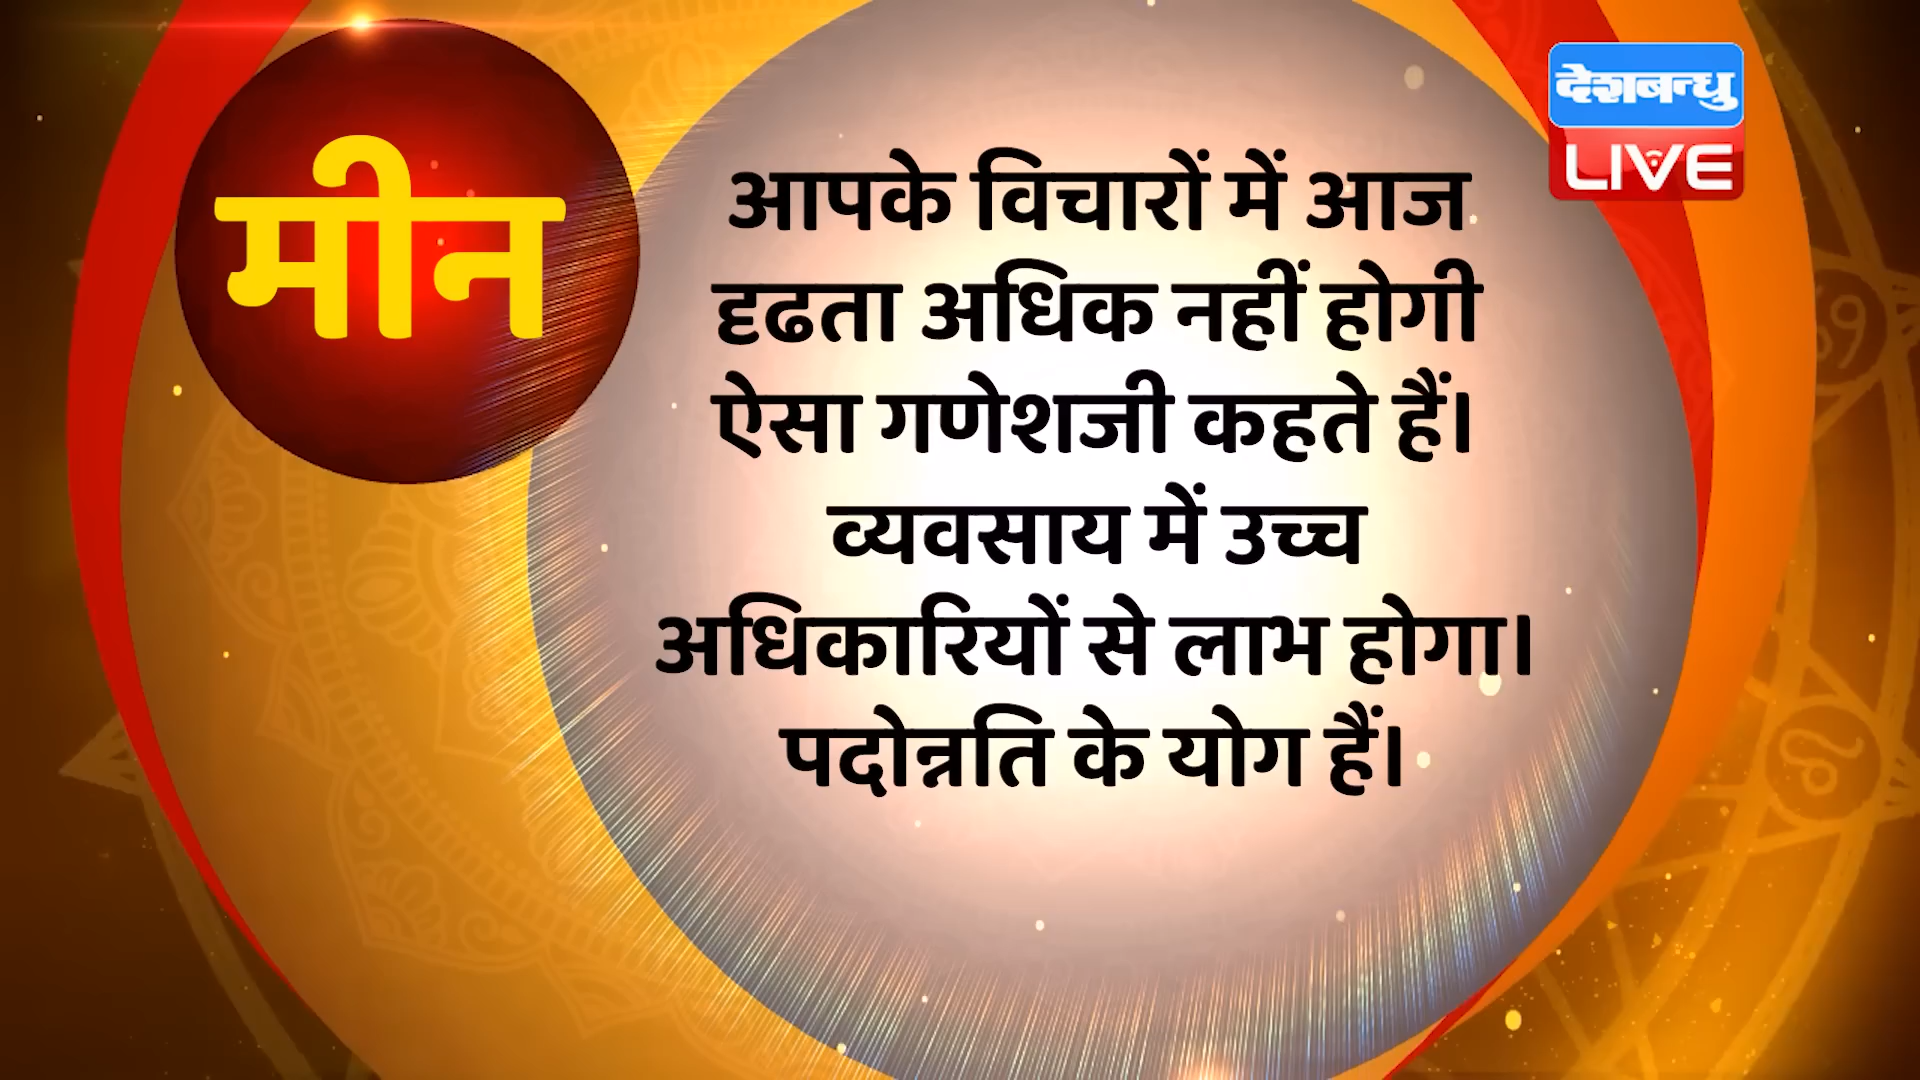 मीन
देशबन्धु
LIVE
आपके विचारों में आज
दृढता अधिक नहीं होगी
ऐसा गणेशजी कहते हैं।
व्यवसाय में उच्च
अधिकारियों से लाभ होगा।
पदोन्नति के योग हैं।